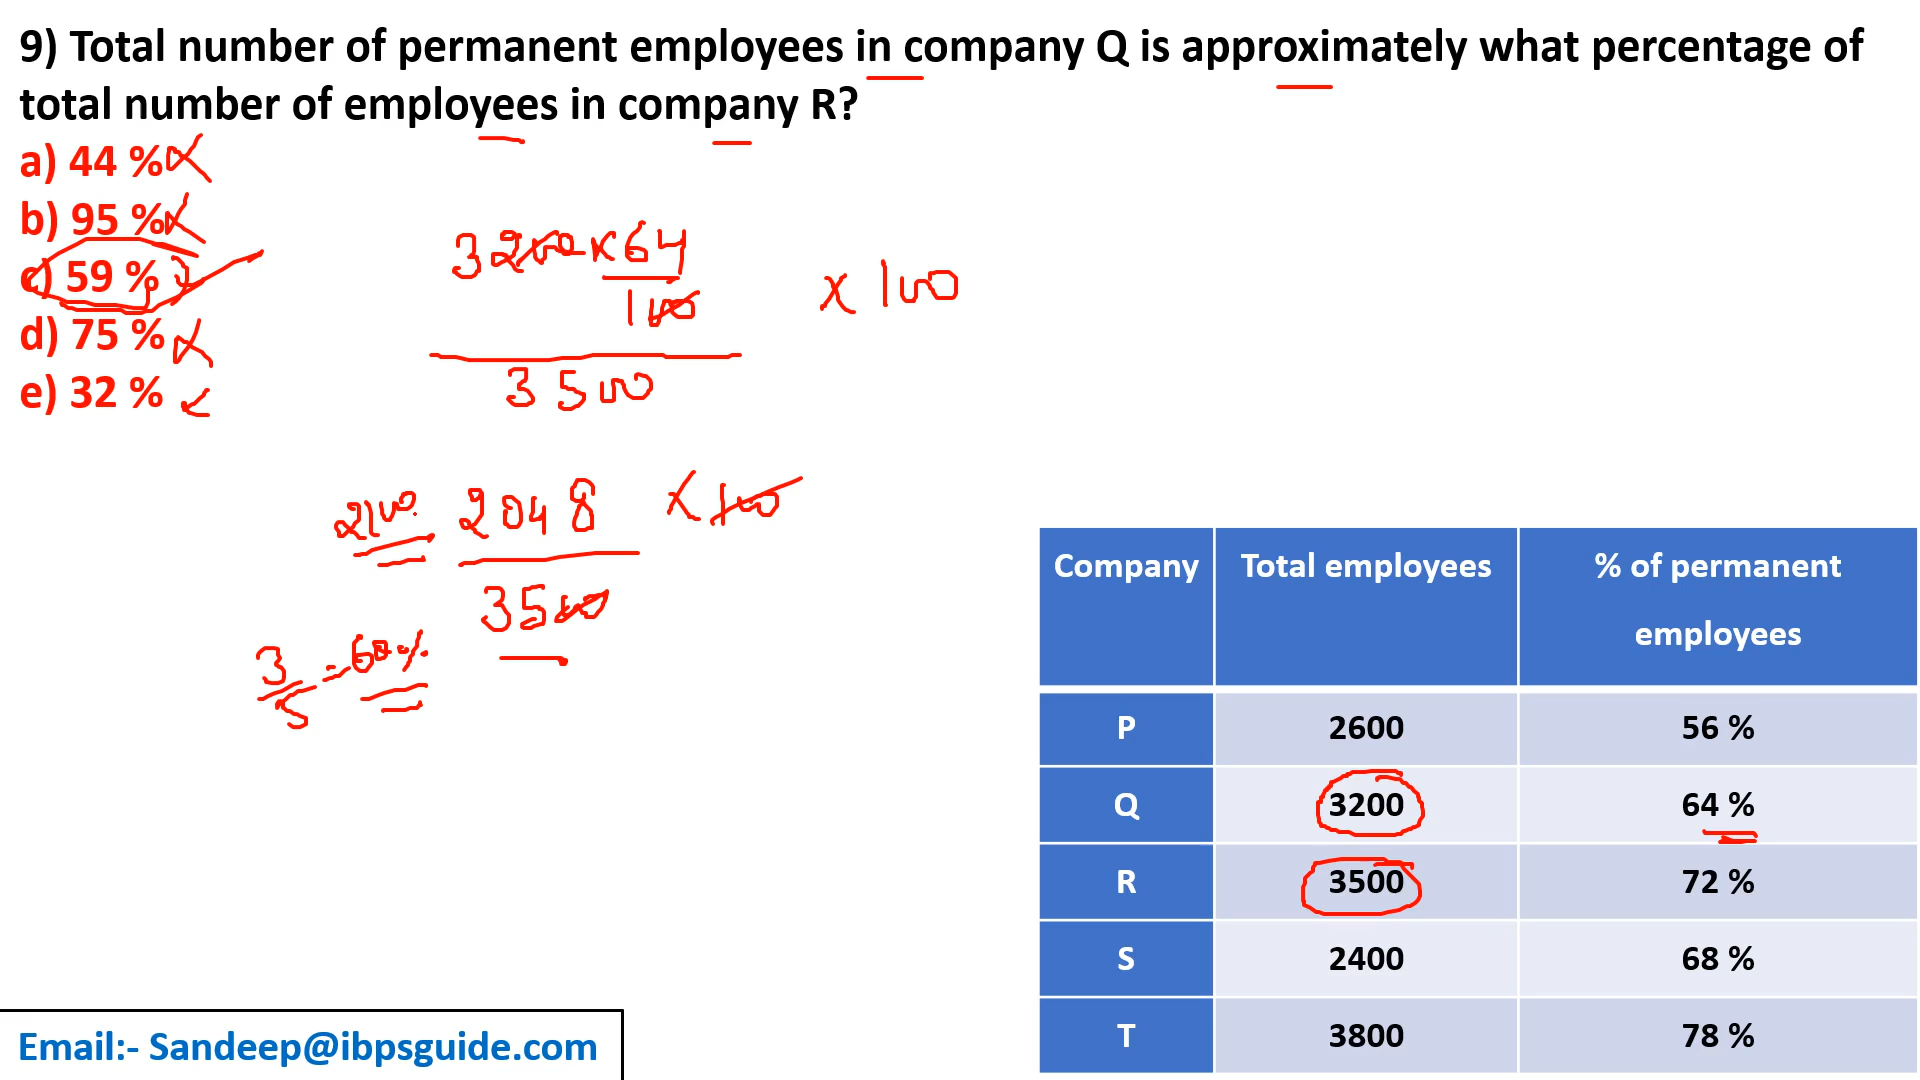 9) Total number of permanent employees in company Q is approximately what percentage of
total number of employees in company R?
a) 44 %
b) 95 %
c) 59 %
d) 75 %
e) 32 %
3200 x 64
100
x 100
3500
2100
2048 x 100
3500
3
5
= 60%
Company Total employees % of permanent
employees
P 2600 56 %
Q 3200 64 %
R 3500 72 %
S 2400 68 %
T 3800 78 %
Email:- Sandeep@ibpsguide.com